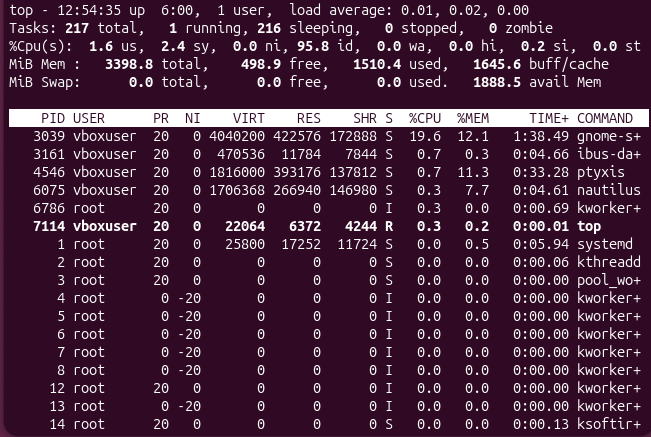 top - 12:54:35 up  6:00,  1 user,  load average: 0.01, 0.02, 0.00
Tasks: 217 total,   1 running, 216 sleeping,   0 stopped,   0 zombie
%Cpu(s):  1.6 us,  2.4 sy,  0.0 ni, 95.8 id,  0.0 wa,  0.0 hi,  0.2 si,  0.0 st
MiB Mem :   3398.8 total,    498.9 free,   1510.4 used,   1645.6 buff/cache
MiB Swap:      0.0 total,      0.0 free,      0.0 used.   1888.5 avail Mem
PID USER      PR  NI    VIRT    RES    SHR S  %CPU  %MEM     TIME+ COMMAND
3039 vboxuser  20   0 4040200 422576 172888 S  19.6  12.1   1:38.49 gnome-s+
3161 vboxuser  20   0  470536  11784   7844 S   0.7   0.3   0:04.66 ibus-da+
4546 vboxuser  20   0 1816000 393176 137812 S   0.7  11.3   0:33.28 ptyxis
6075 vboxuser  20   0 1706368 266940 146980 S   0.3   7.7   0:04.61 nautilus
6786 root      20   0       0      0      0 I   0.3   0.0   0:00.69 kworker+
7114 vboxuser  20   0   22064   6372   4244 R   0.3   0.2   0:00.01 top
1 root      20   0   25800  17252  11724 S   0.0   0.5   0:05.94 systemd
2 root      20   0       0      0      0 S   0.0   0.0   0:00.06 kthreadd
3 root      20   0       0      0      0 S   0.0   0.0   0:00.00 pool_wo+
4 root       0 -20       0      0      0 I   0.0   0.0   0:00.00 kworker+
5 root       0 -20       0      0      0 I   0.0   0.0   0:00.00 kworker+
6 root       0 -20       0      0      0 I   0.0   0.0   0:00.00 kworker+
7 root       0 -20       0      0      0 I   0.0   0.0   0:00.00 kworker+
8 root       0 -20       0      0      0 I   0.0   0.0   0:00.00 kworker+
12 root      20   0       0      0      0 I   0.0   0.0   0:00.00 kworker+
13 root       0 -20       0      0      0 I   0.0   0.0   0:00.00 kworker+
14 root      20   0       0      0      0 S   0.0   0.0   0:00.13 ksoftir+